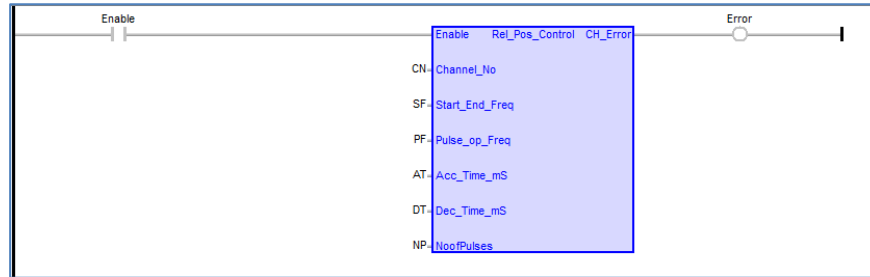 Enable Error
Enable Rel_Pos_Control CH_Error
CN Channel_No
SF Start_End_Freq
PF Pulse_op_Freq
AT Acc_Time_mS
DT Dec_Time_mS
NP NoofPulses